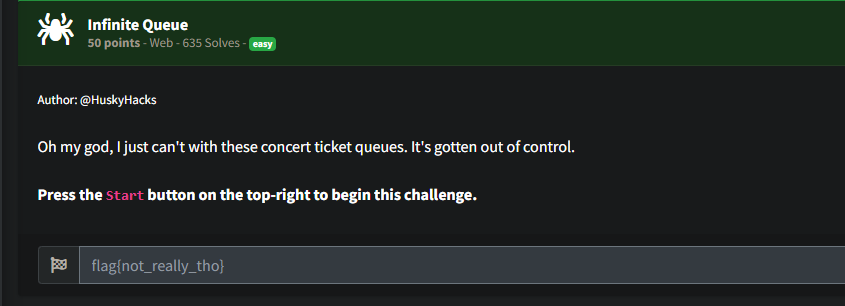 Infinite Queue
50 points - Web - 635 Solves - easy
Author: @HuskyHacks
Oh my god, I just can't with these concert ticket queues. It's gotten out of control.
Press the Start button on the top-right to begin this challenge.
flag{not_really_tho}